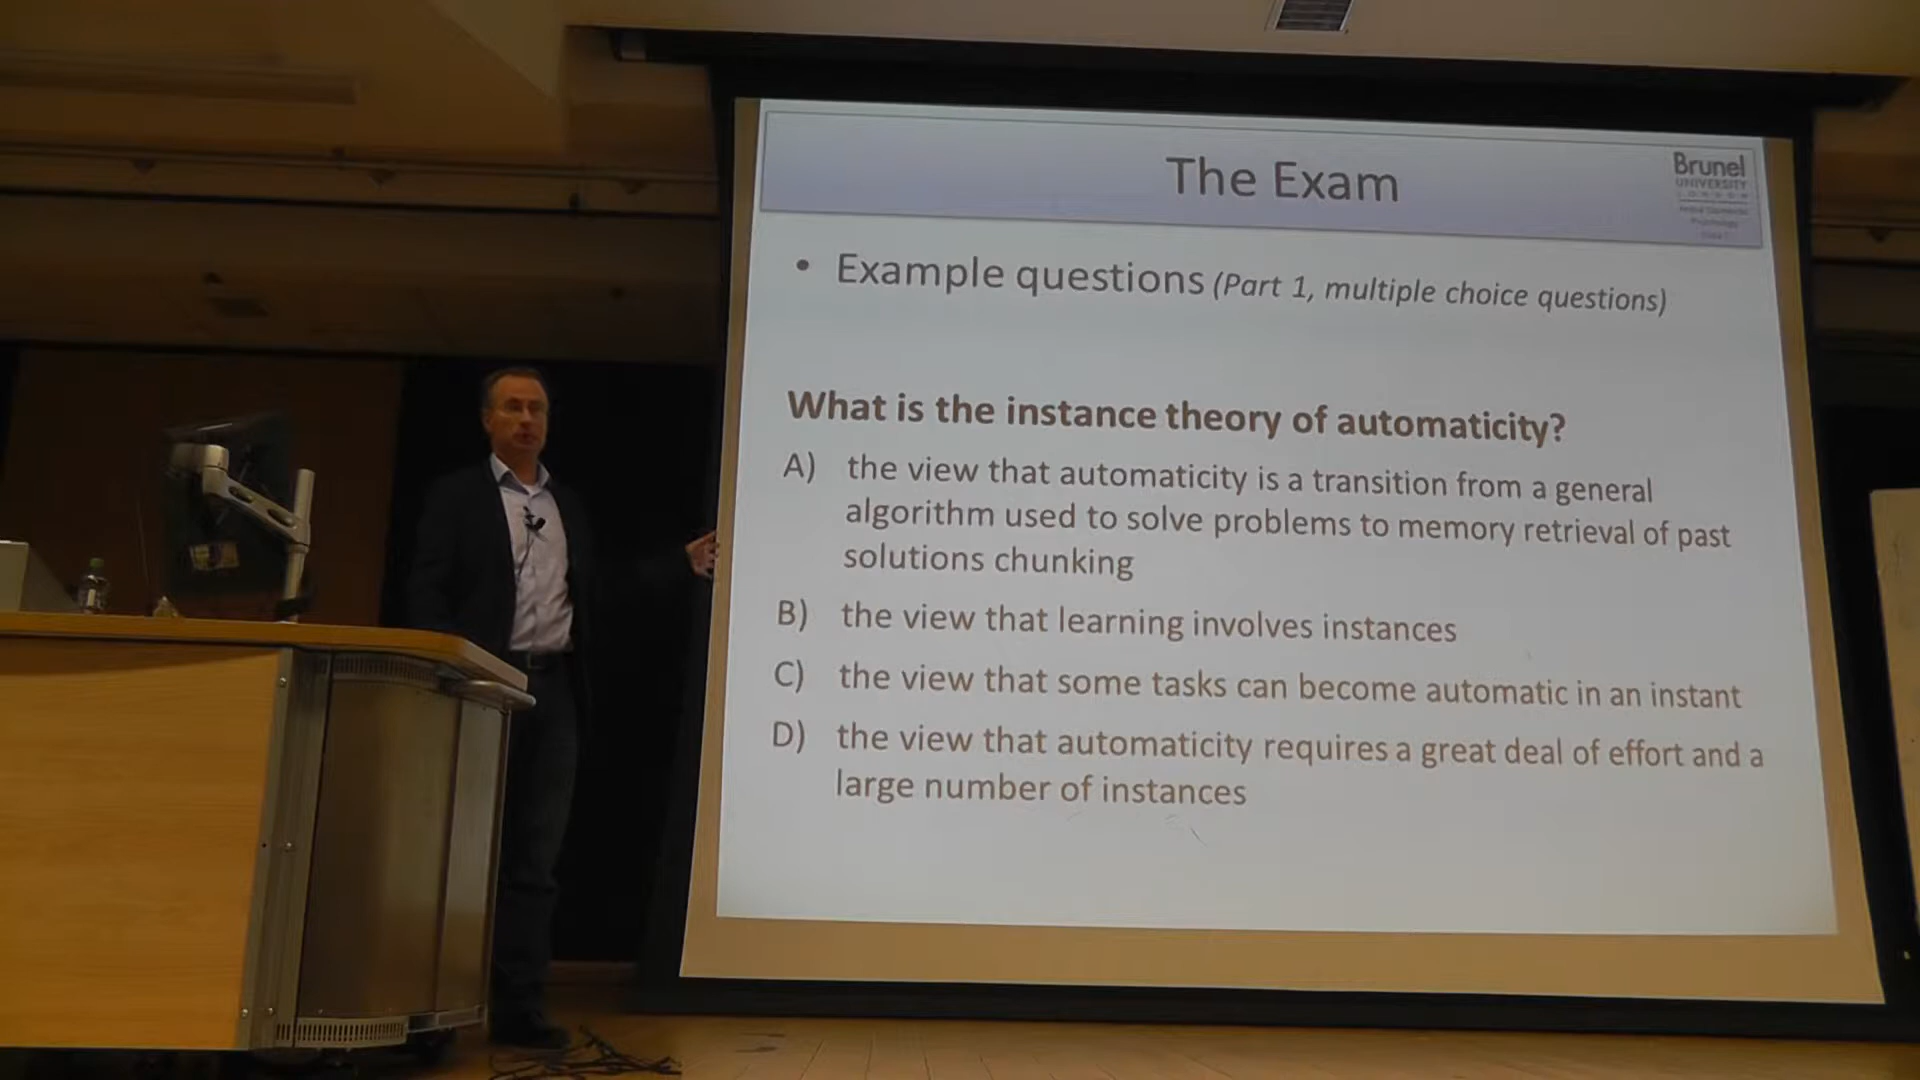 The Exam
Brunel
UNIVERSITY
LONDON
• Example questions (Part 1, multiple choice questions)
What is the instance theory of automaticity?
A) the view that automaticity is a transition from a general
algorithm used to solve problems to memory retrieval of past
solutions chunking
B) the view that learning involves instances
C) the view that some tasks can become automatic in an instant
D) the view that automaticity requires a great deal of effort and a
large number of instances